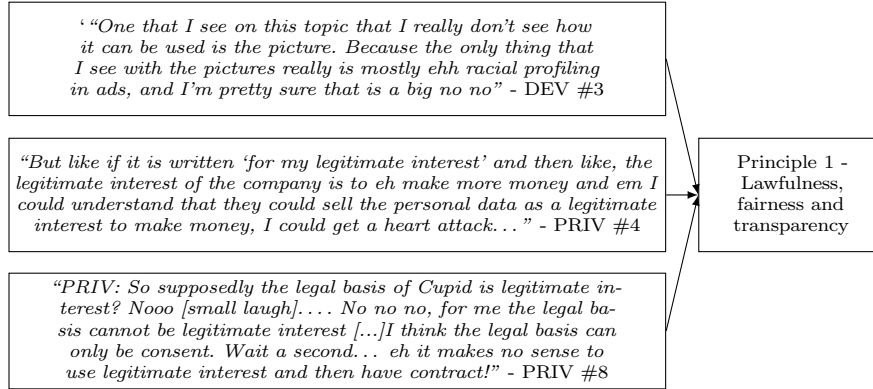 ‘ “One that I see on this topic that I really don’t see how
it can be used is the picture. Because the only thing that
I see with the pictures really is mostly ehh racial profiling
in ads, and I’m pretty sure that is a big no no” - DEV #3
“But like if it is written ‘for my legitimate interest’ and then like, the
legitimate interest of the company is to eh make more money and em I
could understand that they could sell the personal data as a legitimate
interest to make money, I could get a heart attack. . . ” - PRIV #4
Principle 1 -
Lawfulness,
fairness and
transparency
“PRIV: So supposedly the legal basis of Cupid is legitimate in-
terest? Nooo [small laugh]. . . . No no no, for me the legal ba-
sis cannot be legitimate interest [...]I think the legal basis can
only be consent. Wait a second. . . eh it makes no sense to
use legitimate interest and then have contract!” - PRIV #8